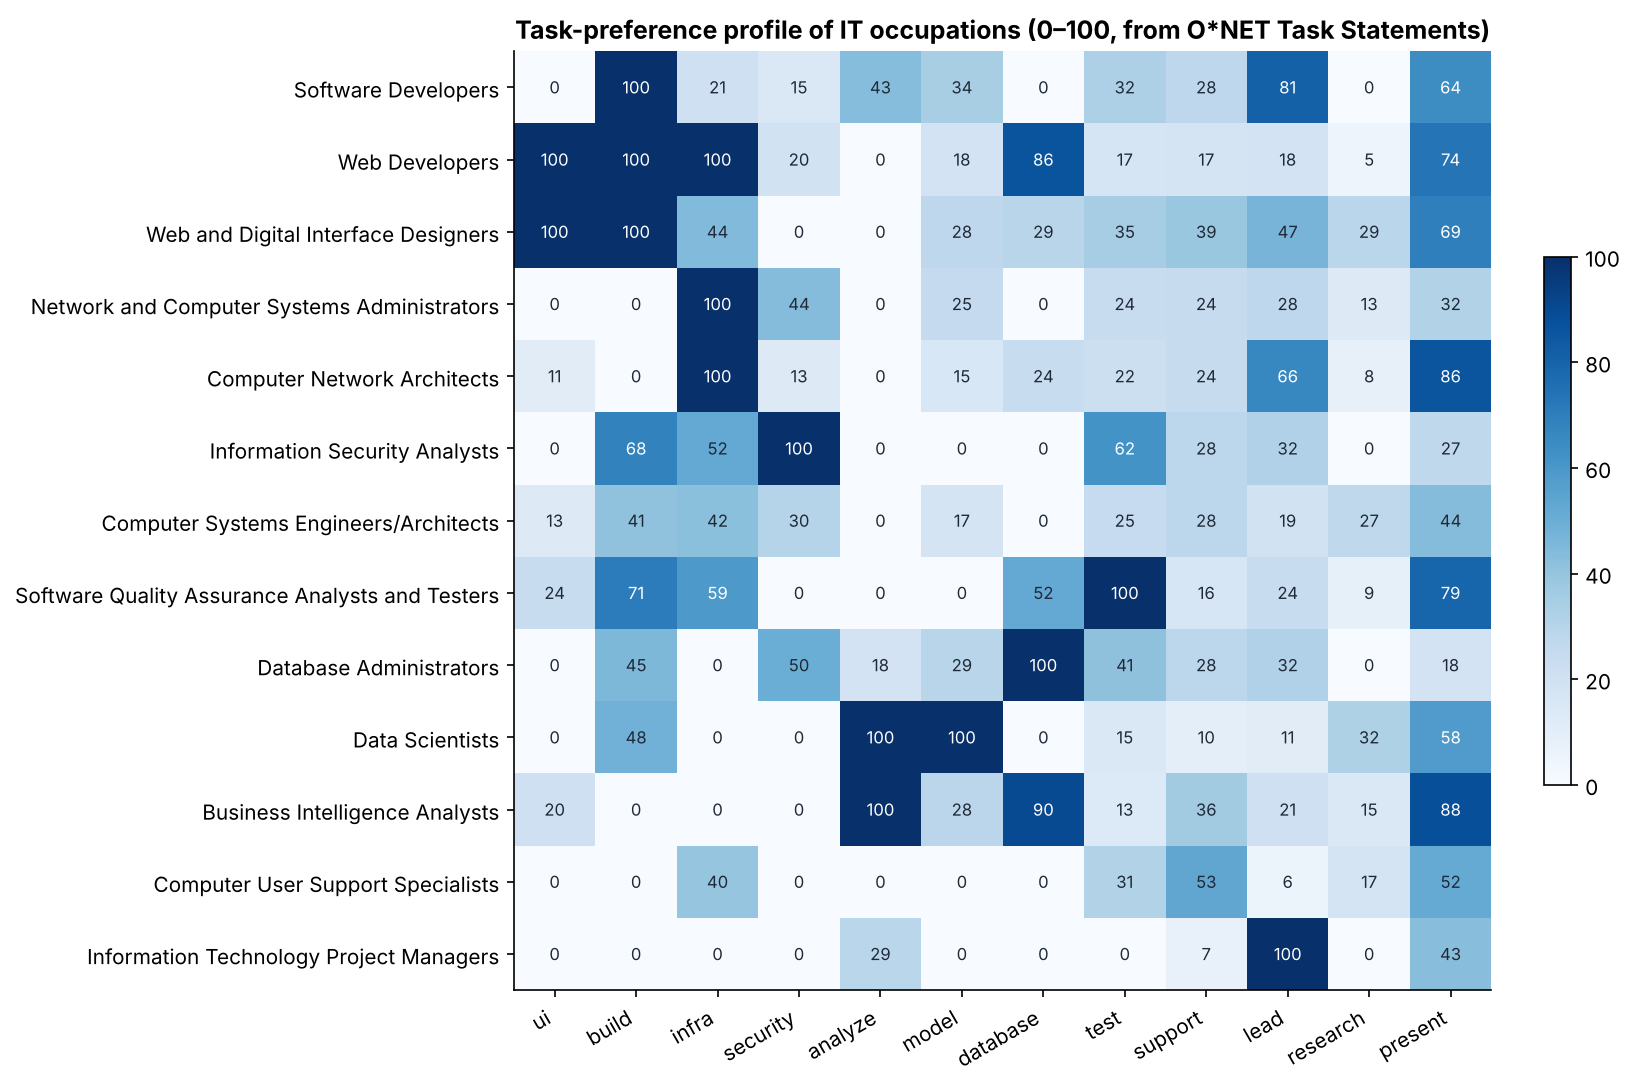 Task-preference profile of IT occupations (0–100, from O*NET Task Statements)
Software Developers 0 100 21 15 43 34 0 32 28 81 0 64
Web Developers 100 100 100 20 0 18 86 17 17 18 5 74
Web and Digital Interface Designers 100 100 44 0 0 28 29 35 39 47 29 69
Network and Computer Systems Administrators 0 0 100 44 0 25 0 24 24 28 13 32
Computer Network Architects 11 0 100 13 0 15 24 22 24 66 8 86
Information Security Analysts 0 68 52 100 0 0 0 62 28 32 0 27
Computer Systems Engineers/Architects 13 41 42 30 0 17 0 25 28 19 27 44
Software Quality Assurance Analysts and Testers 24 71 59 0 0 0 52 100 16 24 9 79
Database Administrators 0 45 0 50 18 29 100 41 28 32 0 18
Data Scientists 0 48 0 0 100 100 0 15 10 11 32 58
Business Intelligence Analysts 20 0 0 0 100 28 90 13 36 21 15 88
Computer User Support Specialists 0 0 40 0 0 0 0 31 53 6 17 52
Information Technology Project Managers 0 0 0 0 29 0 0 0 7 100 0 43
ui build infra security analyze model database test support lead research present
100
80
60
40
20
0